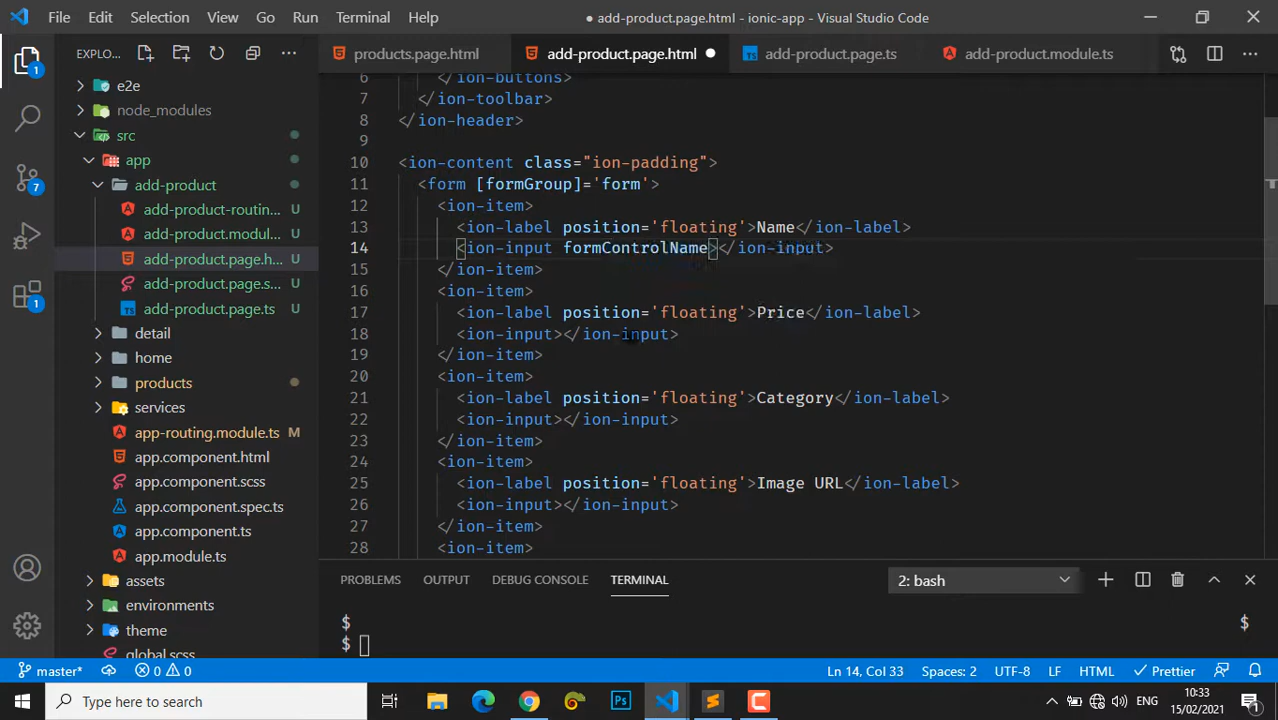 File Edit Selection View Go Run Terminal Help ● add-product.page.html - ionic-app - Visual Studio Code
EXPLO... products.page.html add-product.page.html add-product.page.ts add-product.module.ts
1
e2e
node_modules
src
app
add-product
add-product-routin... U
add-product.modul... U
add-product.page.h... U
add-product.page.s... U
add-product.page.ts U
detail
home
products
services
app-routing.module.ts M
app.component.html
app.component.scss
app.component.spec.ts
app.component.ts
app.module.ts
assets
environments
theme
global.scss
7
6 </ion-buttons>
7 </ion-toolbar>
8 </ion-header>
9
10 <ion-content class="ion-padding">
11 <form [formGroup]='form'>
12 <ion-item>
13 <ion-label position='floating'>Name</ion-label>
14 <ion-input formControlName></ion-input>
15 </ion-item>
16 <ion-item>
17 <ion-label position='floating'>Price</ion-label>
18 <ion-input></ion-input>
19 </ion-item>
20 <ion-item>
21 <ion-label position='floating'>Category</ion-label>
22 <ion-input></ion-input>
23 </ion-item>
24 <ion-item>
25 <ion-label position='floating'>Image URL</ion-label>
26 <ion-input></ion-input>
27 </ion-item>
28 <ion-item>
PROBLEMS OUTPUT DEBUG CONSOLE TERMINAL 2: bash
$ $
$
master* 0 0 Ln 14, Col 33 Spaces: 2 UTF-8 LF HTML Prettier
Type here to search Ps ENG 10:33
15/02/2021 1